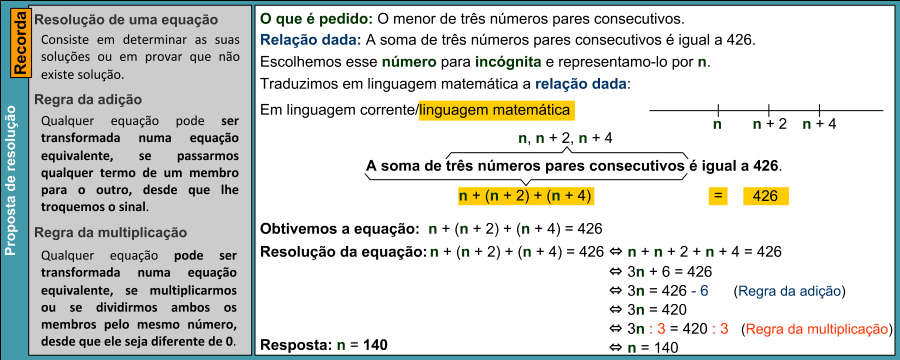 Proposta de resolução
Recorda
Resolução de uma equação
Consiste em determinar as suas
soluções ou em provar que não
existe solução.
Regra da adição
Qualquer equação pode ser
transformada numa equação
equivalente, se passarmos
qualquer termo de um membro
para o outro, desde que lhe
troquemos o sinal.
Regra da multiplicação
Qualquer equação pode ser
transformada numa equação
equivalente, se multiplicarmos
ou se dividirmos ambos os
membros pelo mesmo número,
desde que ele seja diferente de 0.
O que é pedido: O menor de três números pares consecutivos.
Relação dada: A soma de três números pares consecutivos é igual a 426.
Escolhemos esse número para incógnita e representamo-lo por n.
Traduzimos em linguagem matemática a relação dada:
Em linguagem corrente/linguagem matemática
n n + 2 n + 4
n, n + 2, n + 4
A soma de três números pares consecutivos é igual a 426.
n + (n + 2) + (n + 4) = 426
Obtivemos a equação: n + (n + 2) + (n + 4) = 426
Resolução da equação: n + (n + 2) + (n + 4) = 426 ⇔ n + n + 2 + n + 4 = 426
⇔ 3n + 6 = 426
⇔ 3n = 426 - 6 (Regra da adição)
⇔ 3n = 420
⇔ 3n : 3 = 420 : 3 (Regra da multiplicação)
⇔ n = 140
Resposta: n = 140